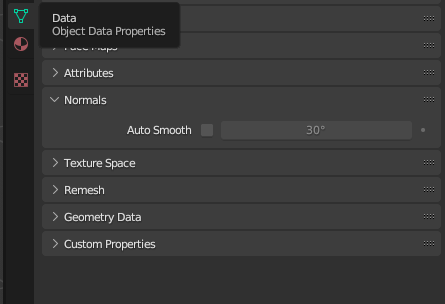 Data
Object Data Properties
Face Maps
Attributes
Normals
Auto Smooth
30°
Texture Space
Remesh
Geometry Data
Custom Properties